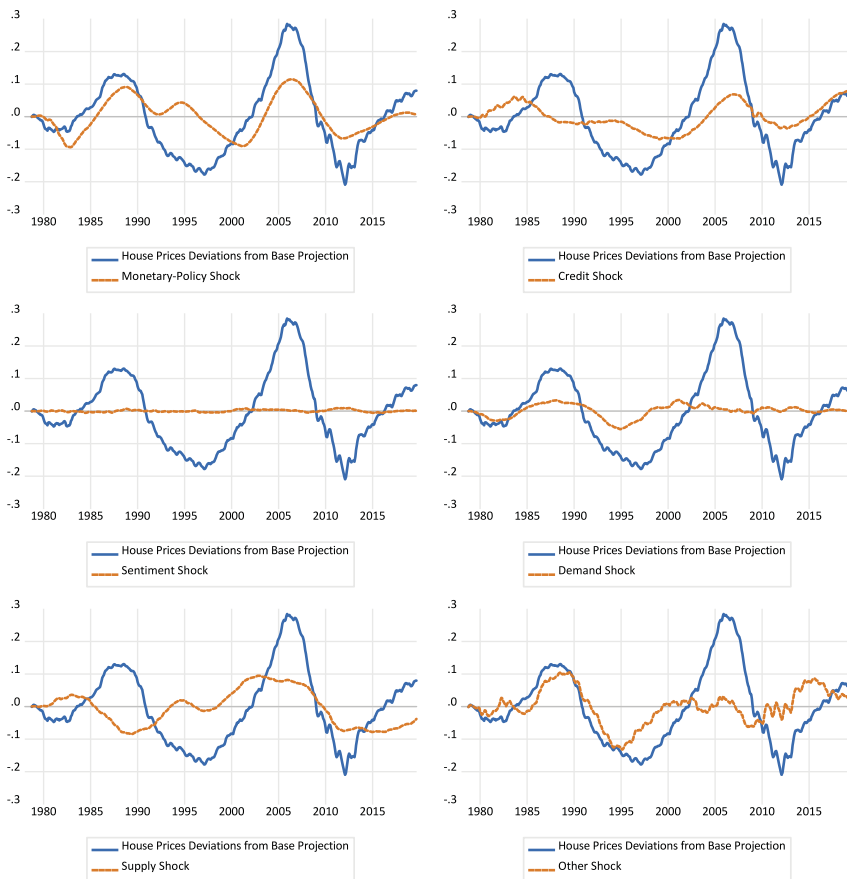 .3
.2
.1
.0
-.1
-.2
-.3
1980 1985 1990 1995 2000 2005 2010 2015
House Prices Deviations from Base Projection
Monetary-Policy Shock
.3
.2
.1
.0
-.1
-.2
-.3
1980 1985 1990 1995 2000 2005 2010 2015
House Prices Deviations from Base Projection
Credit Shock
.3
.2
.1
.0
-.1
-.2
-.3
1980 1985 1990 1995 2000 2005 2010 2015
House Prices Deviations from Base Projection
Sentiment Shock
.3
.2
.1
.0
-.1
-.2
-.3
1980 1985 1990 1995 2000 2005 2010 2015
House Prices Deviations from Base Projection
Demand Shock
.3
.2
.1
.0
-.1
-.2
-.3
1980 1985 1990 1995 2000 2005 2010 2015
House Prices Deviations from Base Projection
Supply Shock
.3
.2
.1
.0
-.1
-.2
-.3
1980 1985 1990 1995 2000 2005 2010 2015
House Prices Deviations from Base Projection
Other Shock